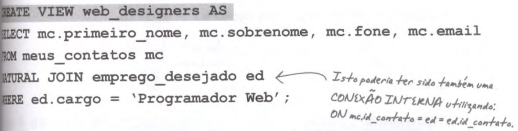 REATE VIEW web_designers AS
ELECT mc.primeiro_nome, mc.sobrenome, mc.fone, mc.email
ROM meus_contatos mc
ATURAL JOIN emprego_desejado ed
HERE ed.cargo = 'Programador Web';
Isto poderia ter sido também uma
CONEXÃO INTERNA utilizando:
ON mc.id_contato = ed = ed.id_contato.